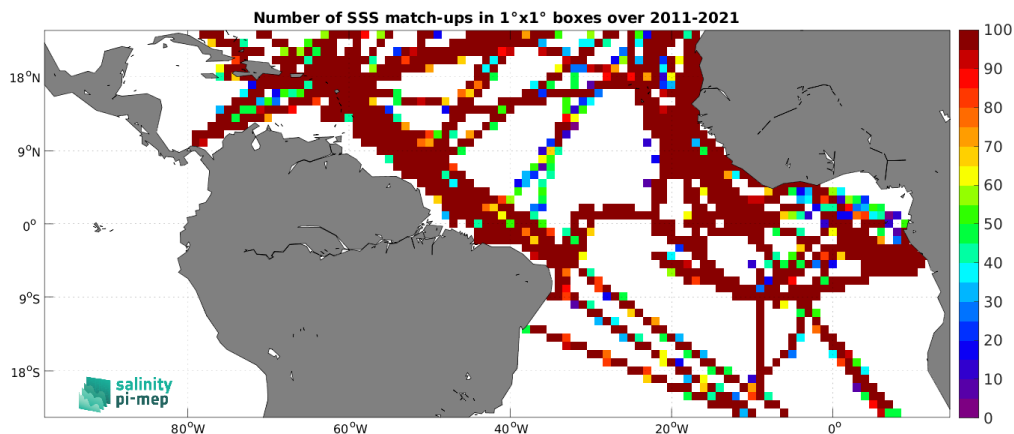 Number of SSS match-ups in 1°x1° boxes over 2011-2021
18°N
9°N
0°
9°S
18°S
80°W
60°W
40°W
20°W
0°
100
90
80
70
60
50
40
30
20
10
0
salinity
pi-mep